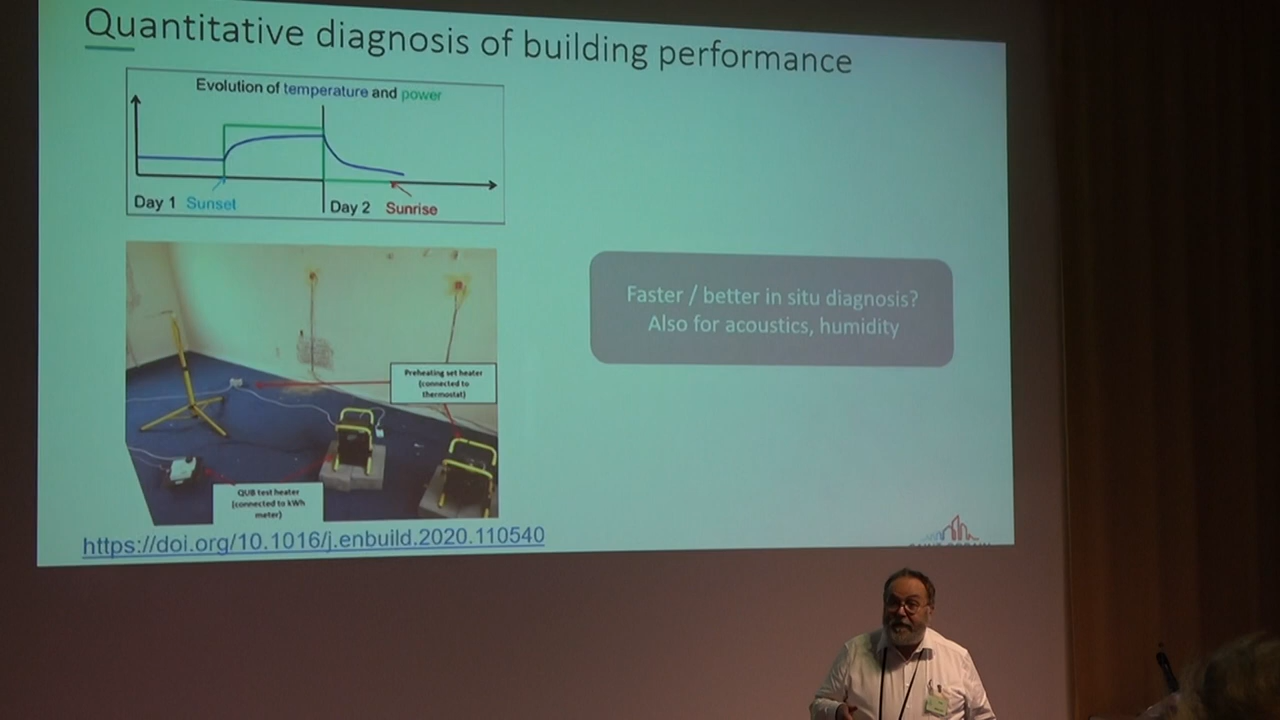 Quantitative diagnosis of building performance
Evolution of temperature and power
Day 1 Sunset
Day 2 Sunrise
Faster / better in situ diagnosis?
Also for acoustics, humidity
Preheating set heater
(connected to
thermostat)
QUB test heater
(connected to kWh
meter)
https://doi.org/10.1016/j.enbuild.2020.110540